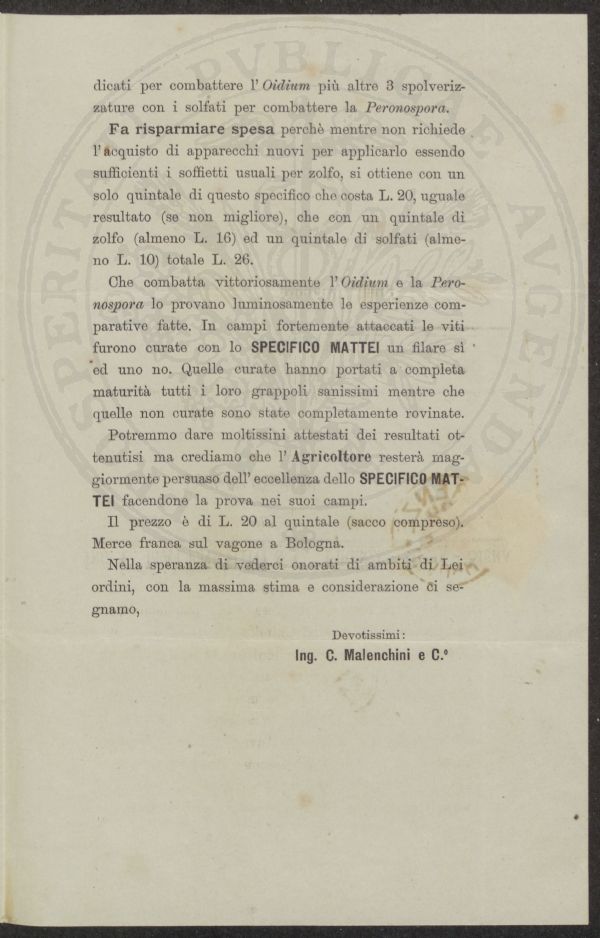 dicati per combattere l'Oidium più altre 3 spolveriz-
zature con i solfati per combattere la Peronospora.
Fa risparmiare spesa perchè mentre non richiede
l'acquisto di apparecchi nuovi per applicarlo essendo
sufficienti i soffietti usuali per zolfo, si ottiene con un
solo quintale di questo specifico che costa L. 20, uguale
resultato (se non migliore), che con un quintale di
zolfo (almeno L. 16) ed un quintale di solfati (alme-
no L. 10) totale L. 26.
Che combatta vittoriosamente l'Oidium e la Pero-
nospora lo provano luminosamente le esperienze com-
parative fatte. In campi fortemente attaccati le viti
furono curate con lo SPECIFICO MATTEI un filare sì
ed uno no. Quelle curate hanno portati a completa
maturità tutti i loro grappoli sanissimi mentre che
quelle non curate sono state completamente rovinate.
Potremmo dare moltissini attestati dei resultati ot-
tenutisi ma crediamo che l'Agricoltore resterà mag-
giormente persuaso dell'eccellenza dello SPECIFICO MAT-
TEI facendone la prova nei suoi campi.
Il prezzo è di L. 20 al quintale (sacco compreso).
Merce franca sul vagone a Bologna.
Nella speranza di vederci onorati di ambiti di Lei
ordini, con la massima stima e considerazione ci se-
gnamo,
Devotissimi:
Ing. C. Malenchini e C.°